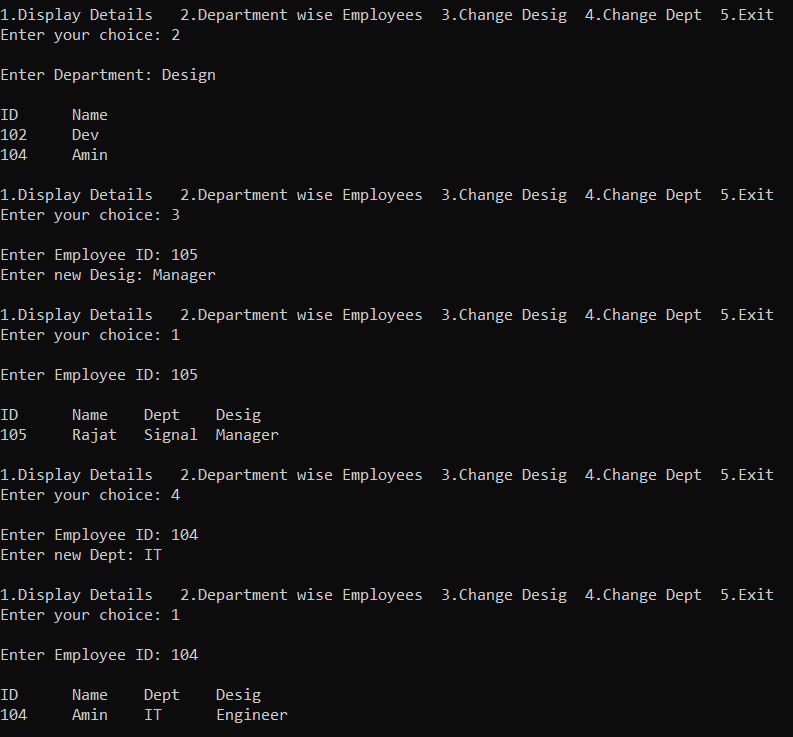 1.Display Details   2.Department wise Employees  3.Change Desig  4.Change Dept  5.Exit
Enter your choice: 2
Enter Department: Design
ID      Name
102     Dev
104     Amin
1.Display Details   2.Department wise Employees  3.Change Desig  4.Change Dept  5.Exit
Enter your choice: 3
Enter Employee ID: 105
Enter new Desig: Manager
1.Display Details   2.Department wise Employees  3.Change Desig  4.Change Dept  5.Exit
Enter your choice: 1
Enter Employee ID: 105
ID      Name    Dept    Desig
105     Rajat   Signal  Manager
1.Display Details   2.Department wise Employees  3.Change Desig  4.Change Dept  5.Exit
Enter your choice: 4
Enter Employee ID: 104
Enter new Dept: IT
1.Display Details   2.Department wise Employees  3.Change Desig  4.Change Dept  5.Exit
Enter your choice: 1
Enter Employee ID: 104
ID      Name    Dept    Desig
104     Amin    IT      Engineer